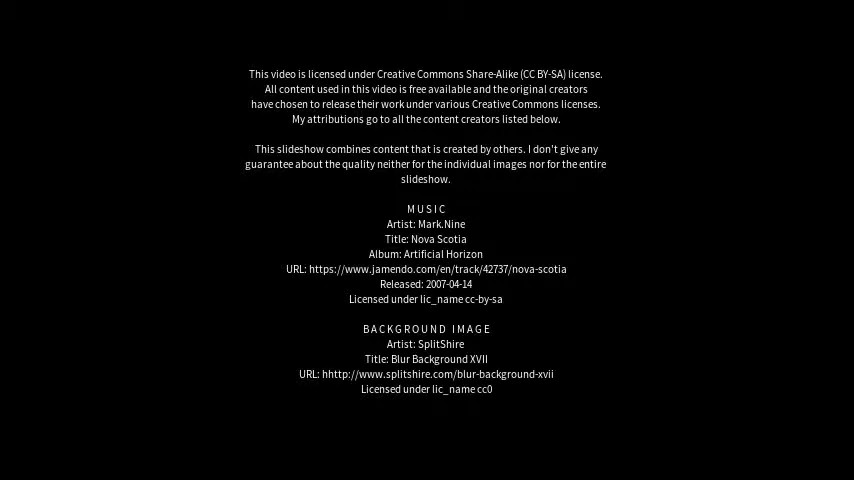 This video is licensed under Creative Commons Share-Alike (CC BY-SA) license.
All content used in this video is free available and the original creators
have chosen to release their work under various Creative Commons licenses.
My attributions go to all the content creators listed below.
This slideshow combines content that is created by others. I don't give any
guarantee about the quality neither for the individual images nor for the entire
slideshow.
MUSIC
Artist: Mark.Nine
Title: Nova Scotia
Album: Artificial Horizon
URL: https://www.jamendo.com/en/track/42737/nova-scotia
Released: 2007-04-14
Licensed under lic_name cc-by-sa
BACKGROUND IMAGE
Artist: SplitShire
Title: Blur Background XVII
URL: hhttp://www.splitshire.com/blur-background-xvii
Licensed under lic_name cc0